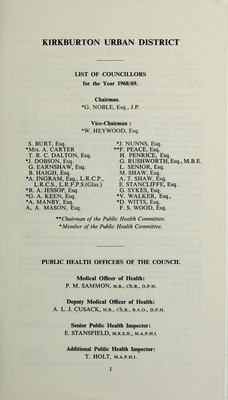 KIRKBURTON URBAN DISTRICT
LIST OF COUNCILLORS
for the Year 1968/69.
Chairman.
*G. NOBLE, Esq., J.P.
Vice-Chairman :
*W. HEYWOOD, Esq.
S. BURT, Esq.
*Mrs. A. CARTER
T. R. C. DALTON, Esq.
*J. DOBSON, Esq.
G. EARNSHAW, Esq.
B. HAIGH, Esq.
*A. INGRAM, Esq., L.R.C.P.,
L.R.C.S., L.R.F.P.S.(Glas.)
*R. A. JESSOP, Esq.
*G. A. KEEN, Esq.
*A. MANBY, Esq.
A. A. MASON, Esq.
*J. NUNNS, Esq.
**F. PEACE, Esq.
H. PENRICE, Esq.
G. RUSHWORTH, Esq., M.B.E.
L. SENIOR, Esq.
M. SHAW, Esq.
A. T. SHAW, Esq.
E. STANCLIFFE, Esq.
G. SYKES, Esq.
*V. WALKER, Esq.,
*D. WITTS, Esq.
F. S. WOOD, Esq.
**Chairman of the Public Health Committee.
*Member of the Public Health Committee.
PUBLIC HEALTH OFFICERS OF THE COUNCIL
Medical Officer of Health:
P. M. SAMMON, M.B., ch.B., D.P.H.
Deputy Medical Officer of Health:
A. L. J. CUSACK, M.B., ch.B., B.A.O., D.P.H.
Senior Public Health Inspector:
E. STANSFIELD, M.R.S.H., M.A.P.H.I.
Additional Public Health Inspector:
T. HOLT, M.A.P.H.I.